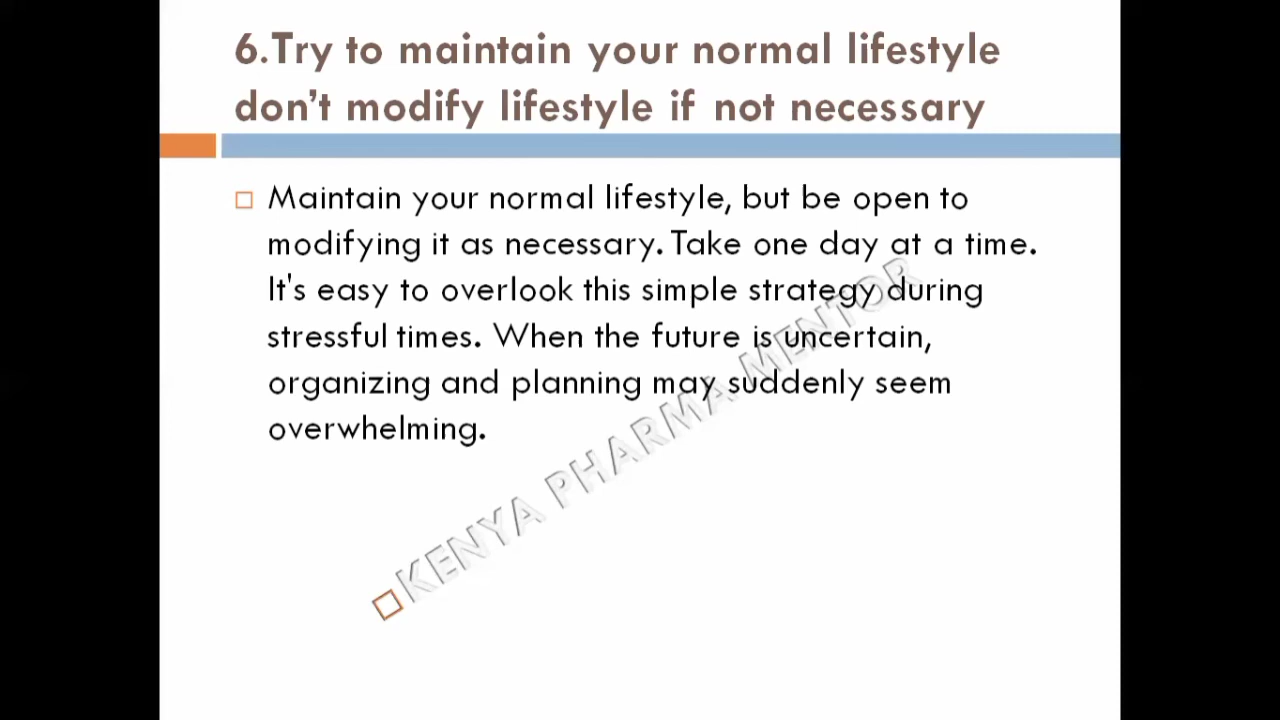 6.Try to maintain your normal lifestyle
don't modify lifestyle if not necessary
Maintain your normal lifestyle, but be open to
modifying it as necessary. Take one day at a time.
It's easy to overlook this simple strategy during
stressful times. When the future is uncertain,
organizing and planning may suddenly seem
overwhelming.
KENYA PHARMA MENTOR